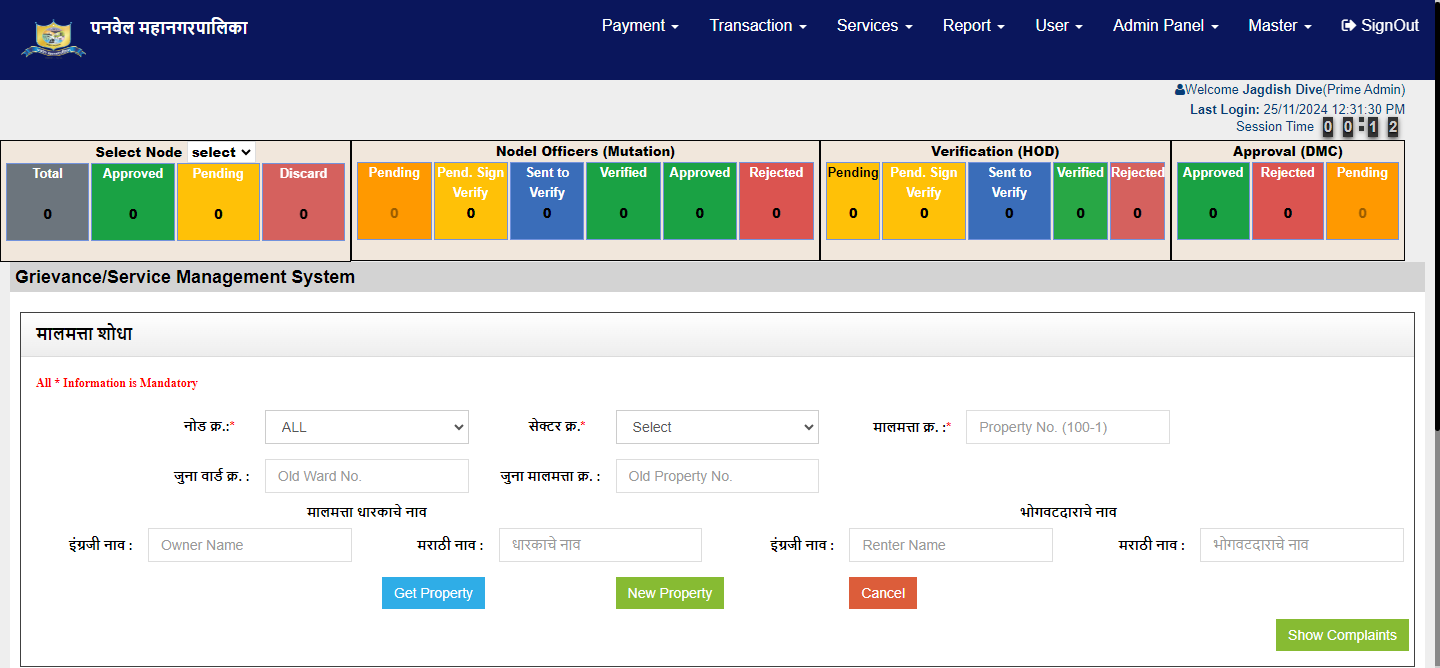 पनवेल महानगरपालिका
Payment Transaction Services Report User Admin Panel Master SignOut
Welcome Jagdish Dive(Prime Admin)
Last Login: 25/11/2024 12:31:30 PM
Session Time 00:12
Select Node select
Total Approved Pending Discard
0 0 0 0
Nodel Officers (Mutation)
Pending Pend. Sign Verify Sent to Verify Verified Approved Rejected
0 0 0 0 0 0
Verification (HOD)
Pending Pend. Sign Verify Sent to Verify Verified Rejected
0 0 0 0 0
Approval (DMC)
Approved Rejected Pending
0 0 0
Grievance/Service Management System
मालमत्ता शोधा
All * Information is Mandatory
नोड क्र.:* ALL सेक्टर क्र.* Select मालमत्ता क्र. :* Property No. (100-1)
जुना वार्ड क्र. : Old Ward No. जुना मालमत्ता क्र. : Old Property No.
मालमत्ता धारकाचे नाव भोगवटदाराचे नाव
इंग्रजी नाव : Owner Name मराठी नाव : धारकाचे नाव इंग्रजी नाव : Renter Name मराठी नाव : भोगवटदाराचे नाव
Get Property New Property Cancel
Show Complaints